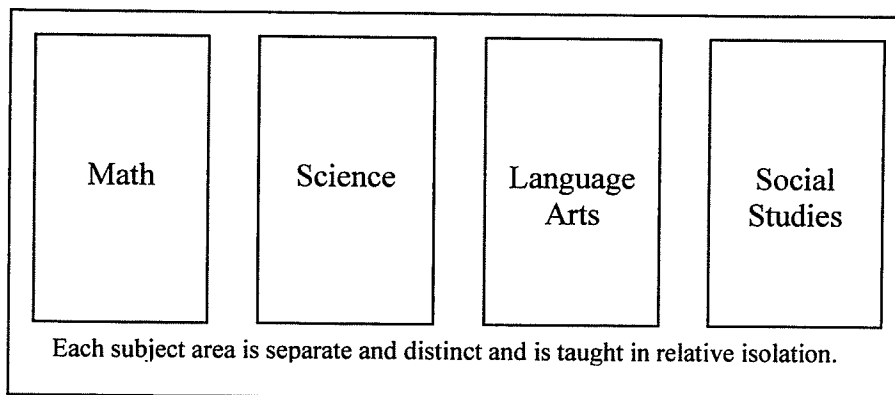 Math
Science
Language
Arts
Social
Studies
Each subject area is separate and distinct and is taught in relative isolation.